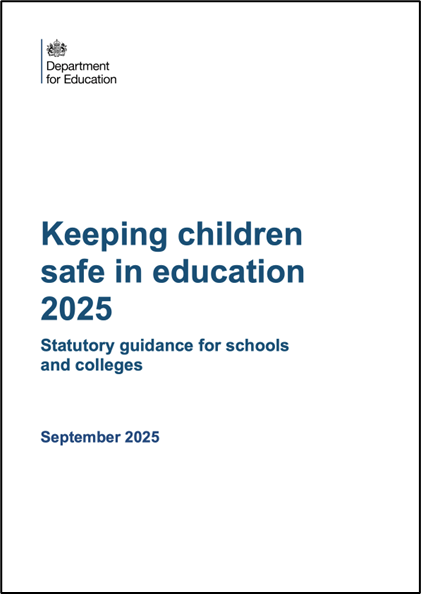 Department
for Education
Keeping children
safe in education
2025
Statutory guidance for schools
and colleges
September 2025